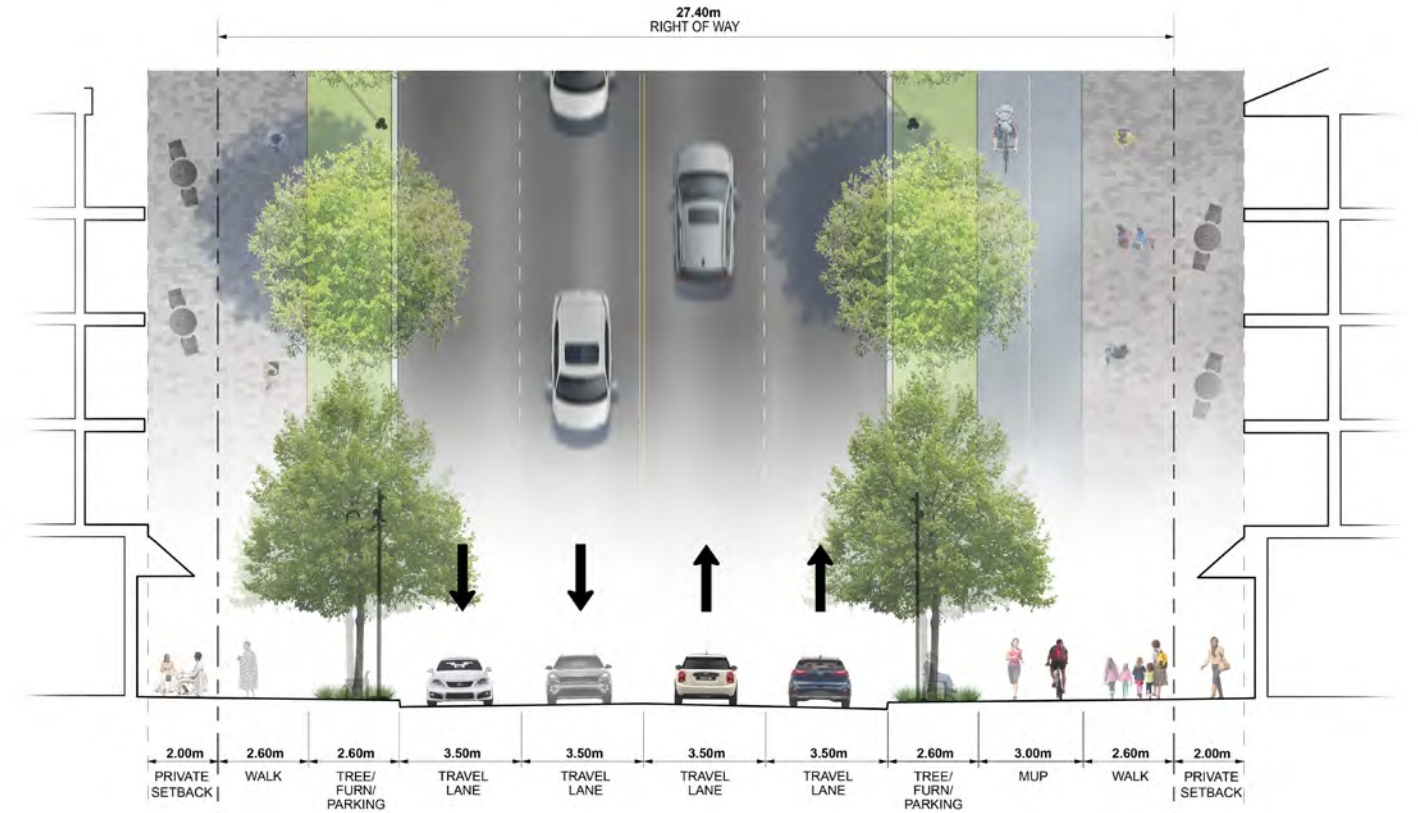 27.40m
RIGHT OF WAY
2.00m
PRIVATE
SETBACK
2.60m
WALK
2.60m
TREE/
FURN/
PARKING
3.50m
TRAVEL
LANE
3.50m
TRAVEL
LANE
3.50m
TRAVEL
LANE
3.50m
TRAVEL
LANE
2.60m
TREE/
FURN/
PARKING
3.00m
MUP
2.60m
WALK
2.00m
PRIVATE
SETBACK